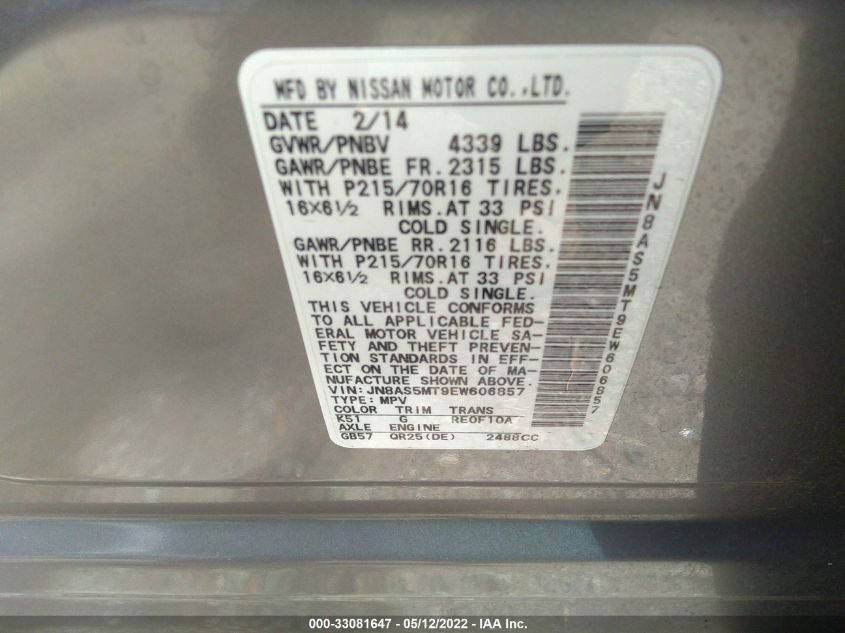 MFD BY NISSAN MOTOR CO.,LTD.
DATE 2/14
GVWR/PNBV 4339 LBS.
GAWR/PNBE FR. 2315 LBS.
WITH P215/70R16 TIRES.
16X6½ RIMS. AT 33 PSI
COLD SINGLE.
GAWR/PNBE RR. 2116 LBS.
WITH P215/70R16 TIRES.
16X6½ RIMS. AT 33 PSI
COLD SINGLE.
THIS VEHICLE CONFORMS
TO ALL APPLICABLE FED-
ERAL MOTOR VEHICLE SA-
FETY AND THEFT PREVEN-
TION STANDARDS IN EFF-
ECT ON THE DATE OF MA-
NUFACTURE SHOWN ABOVE.
VIN: JN8AS5MT9EW606857
TYPE: MPV
COLOR TRIM TRANS
K51 G RE0F10A
AXLE ENGINE
GB57 QR25(DE) 2488CC
JN8AS5MT9EW606857
000-33081647 - 05/12/2022 - IAA Inc.